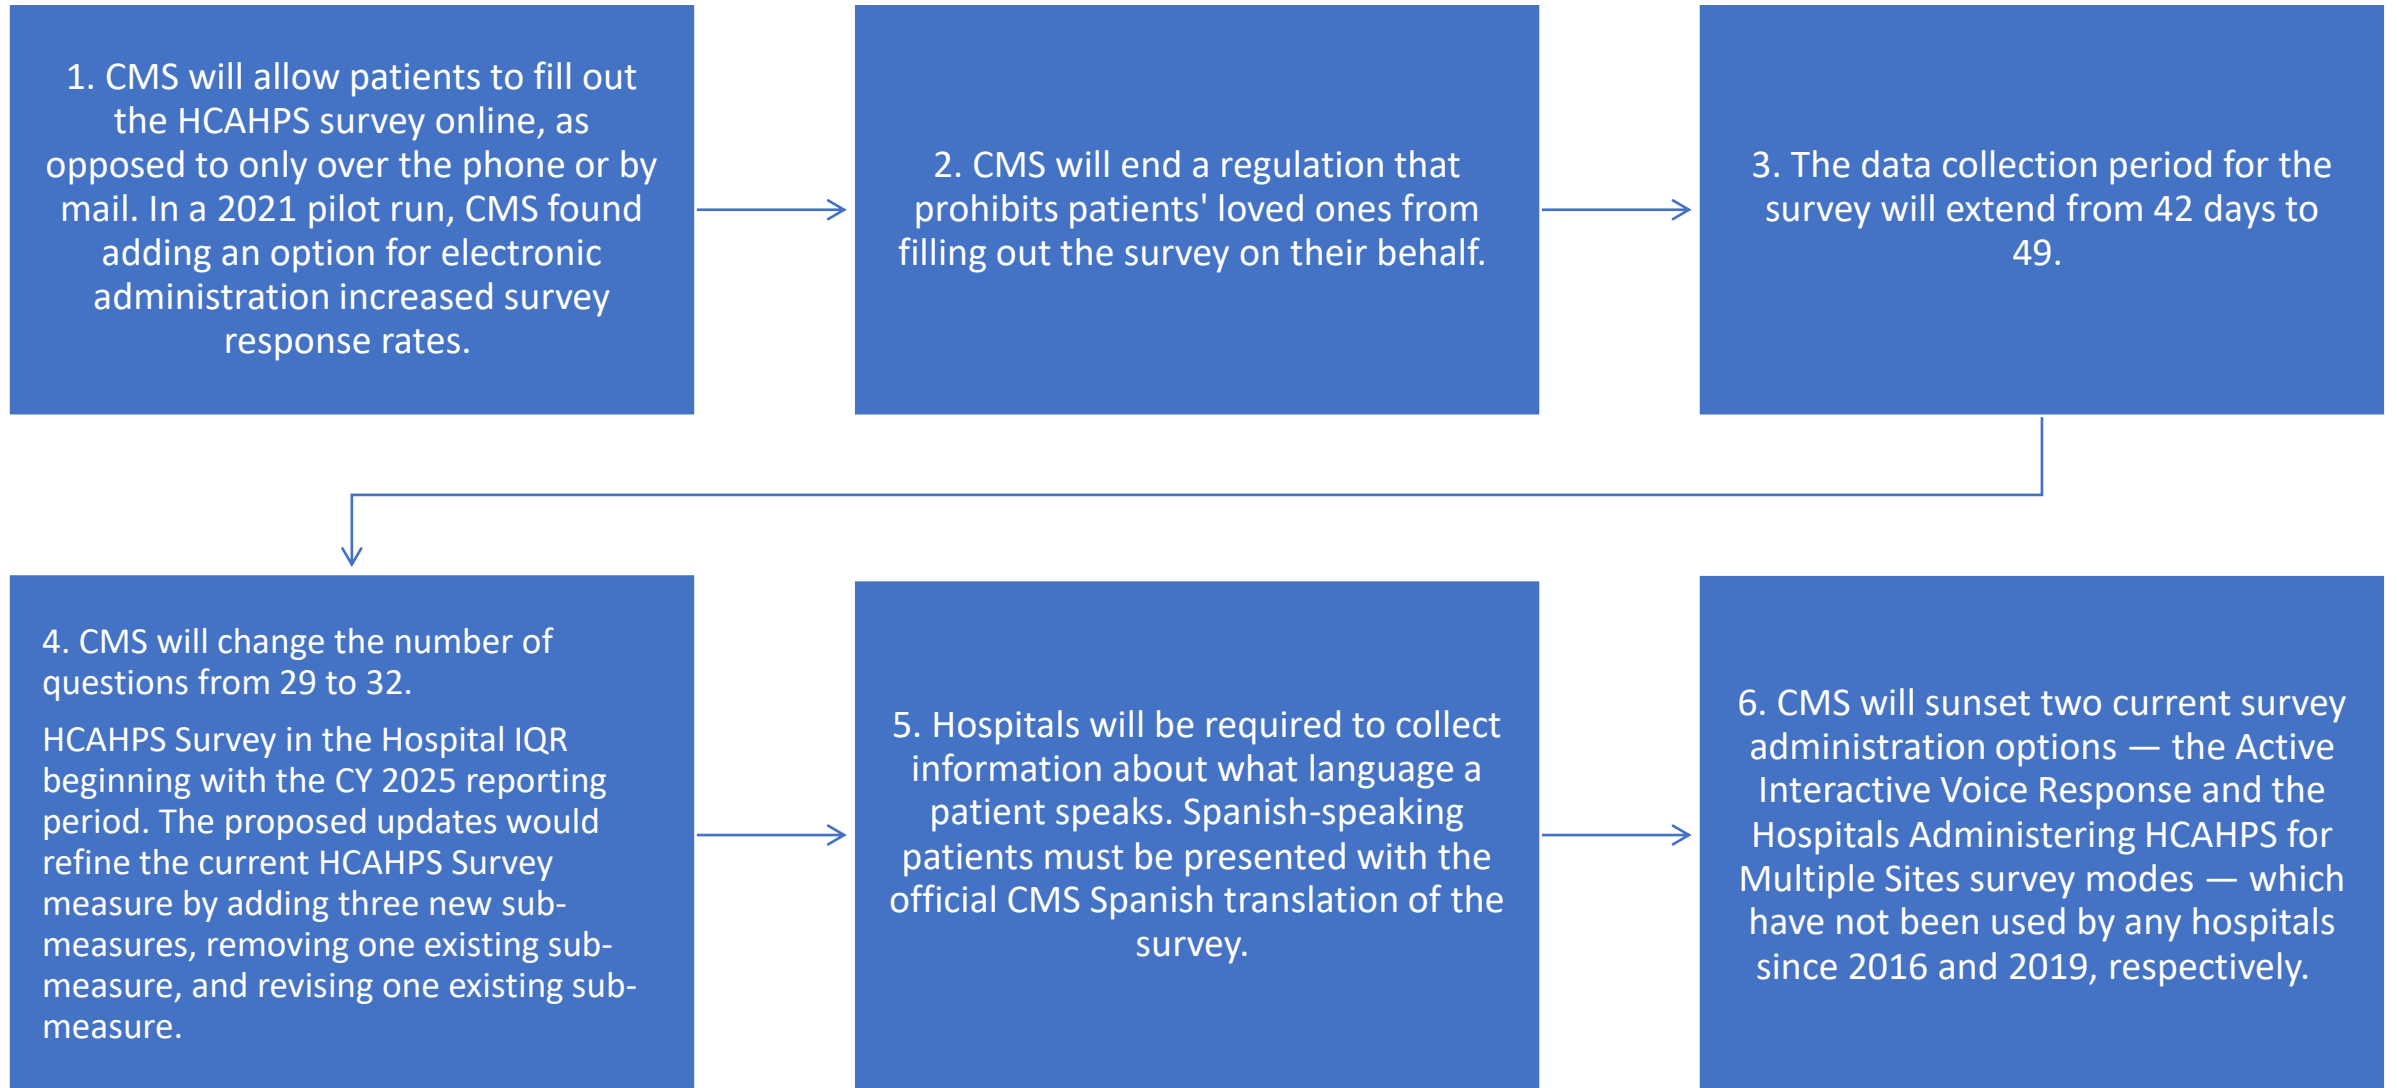 1. CMS will allow patients to fill out
the HCAHPS survey online, as
opposed to only over the phone or by
mail. In a 2021 pilot run, CMS found
adding an option for electronic
administration increased survey
response rates.
2. CMS will end a regulation that
prohibits patients' loved ones from
filling out the survey on their behalf.
3. The data collection period for the
survey will extend from 42 days to
49.
4. CMS will change the number of
questions from 29 to 32.
HCAHPS Survey in the Hospital IQR
beginning with the CY 2025 reporting
period. The proposed updates would
refine the current HCAHPS Survey
measure by adding three new sub-
measures, removing one existing sub-
measure, and revising one existing sub-
measure.
5. Hospitals will be required to collect
information about what language a
patient speaks. Spanish-speaking
patients must be presented with the
official CMS Spanish translation of the
survey.
6. CMS will sunset two current survey
administration options — the Active
Interactive Voice Response and the
Hospitals Administering HCAHPS for
Multiple Sites survey modes — which
have not been used by any hospitals
since 2016 and 2019, respectively.